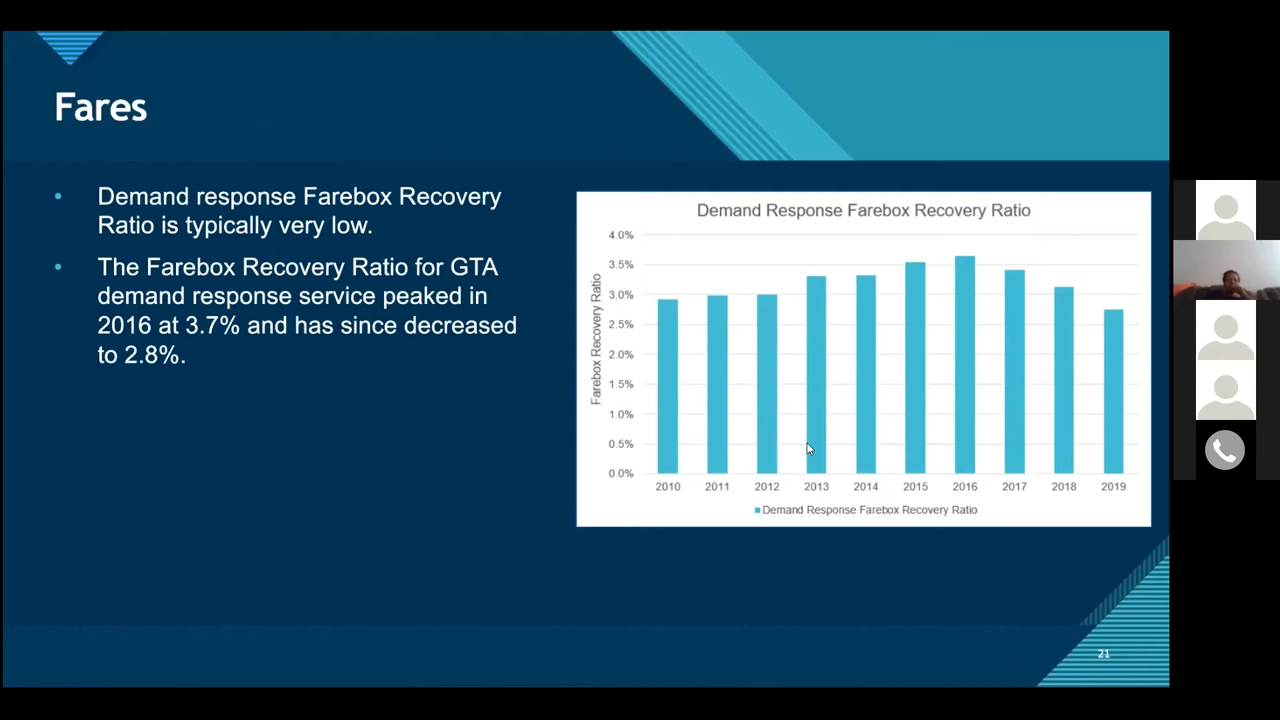 Fares
Demand response Farebox Recovery
Ratio is typically very low.
The Farebox Recovery Ratio for GTA
demand response service peaked in
2016 at 3.7% and has since decreased
to 2.8%.
Demand Response Farebox Recovery Ratio
Farebox Recovery Ratio
4.0%
3.5%
3.0%
2.5%
2.0%
1.5%
1.0%
0.5%
0.0%
2010 2011 2012 2013 2014 2015 2016 2017 2018 2019
Demand Response Farebox Recovery Ratio
21